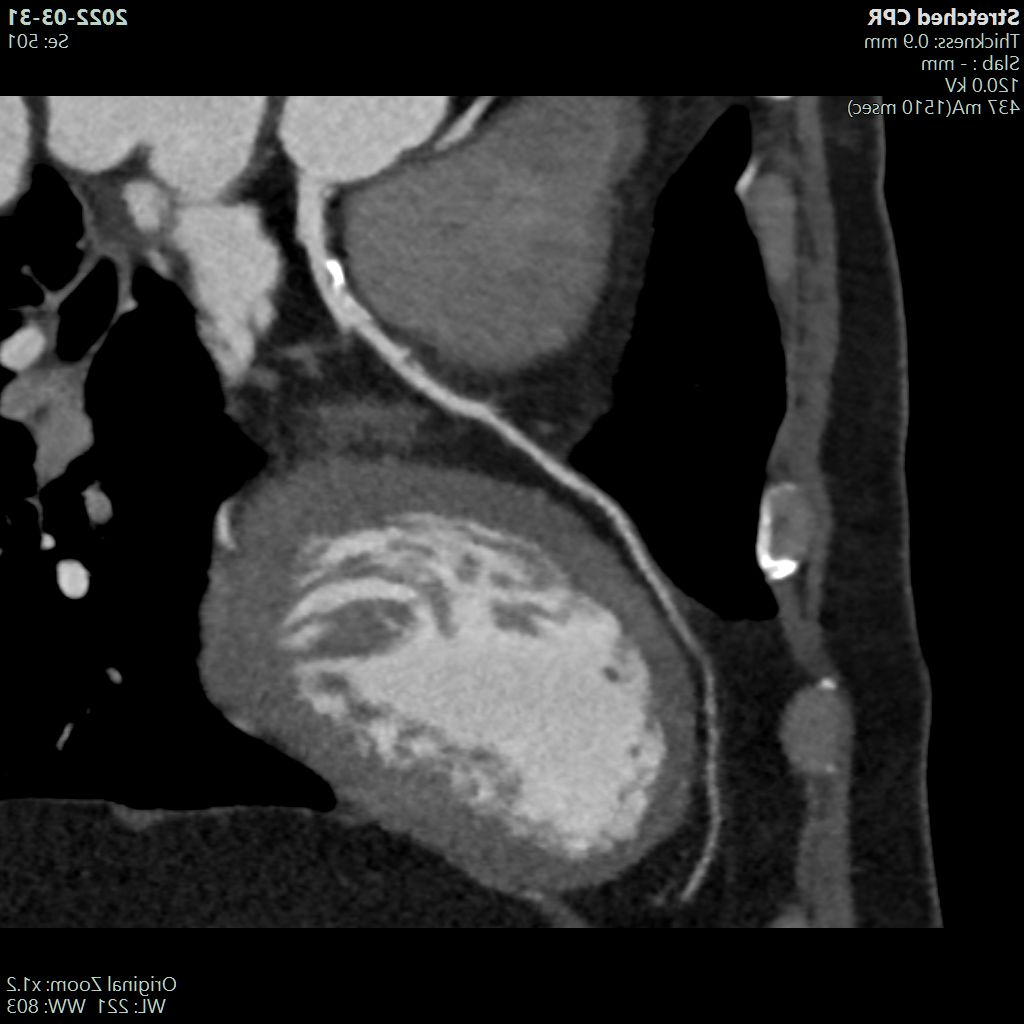 Stretched CPR
Thickness: 0.9 mm
Slab : - mm
120.0 kV
437 mA(1510 msec)
2022-03-31
Se: 501
Original Zoom: x1.2
WL: 221 WW: 803